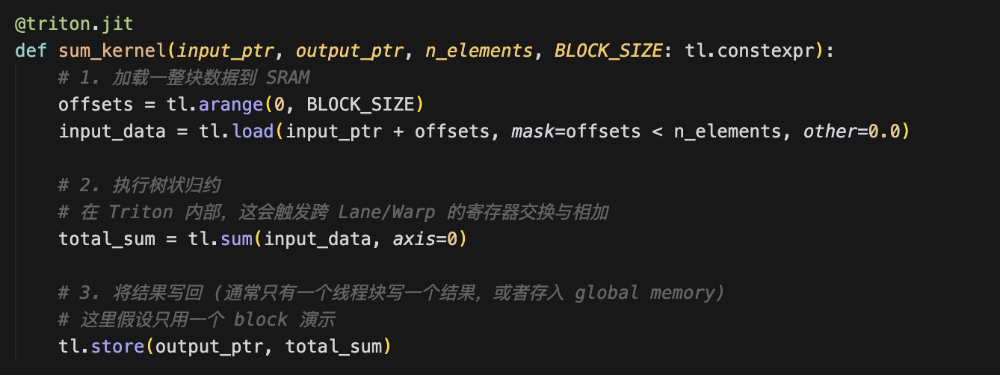 @triton.jit
def sum_kernel(input_ptr, output_ptr, n_elements, BLOCK_SIZE: tl.constexpr):
    # 1. 加载一整块数据到 SRAM
    offsets = tl.arange(0, BLOCK_SIZE)
    input_data = tl.load(input_ptr + offsets, mask=offsets < n_elements, other=0.0)
    # 2. 执行树状归约
    # 在 Triton 内部，这会触发跨 Lane/Warp 的寄存器交换与相加
    total_sum = tl.sum(input_data, axis=0)
    # 3. 将结果写回 (通常只有一个线程块写一个结果，或者存入 global memory)
    # 这里假设只用一个 block 演示
    tl.store(output_ptr, total_sum)